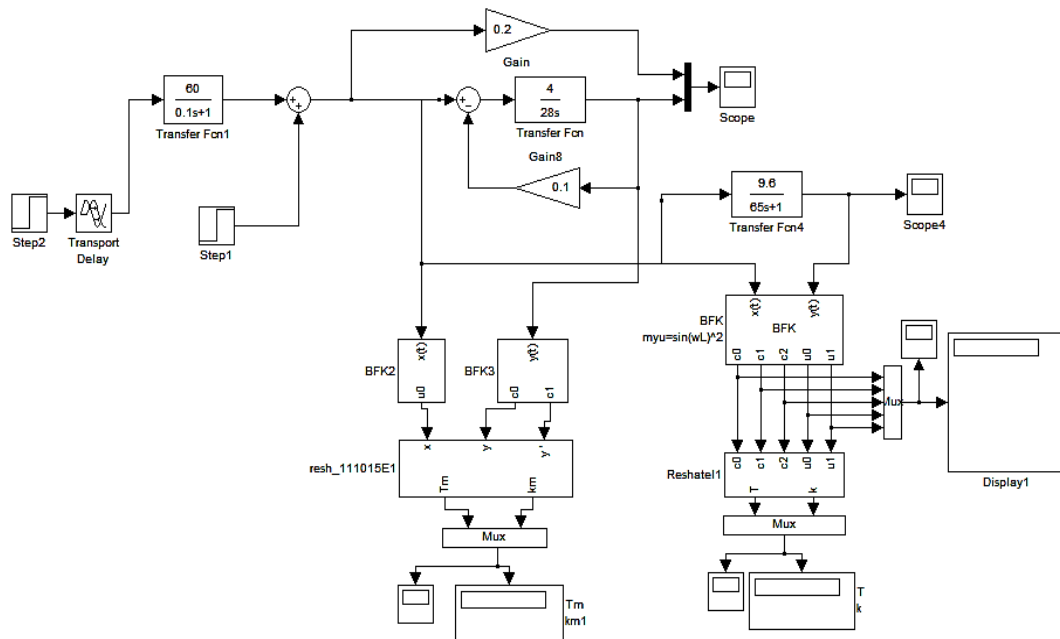 0.2
Gain
60
0.1s+1
Transfer Fcn1
+
+
+
−
4
28s
Transfer Fcn
Scope
Gain8
0.1
9.6
65s+1
Transfer Fcn4
Scope4
Step2
Transport
Delay
Step1
x(t)
y(t)
BFK
myu=sin(wL)^2
BFK
c0
c1
c2
u0
u1
BFK2
x(t)
u0
BFK3
y(t)
c0
c1
Mux
Display1
resh_111015E1
x
y
y'
Tm
km
Reshatel1
c0
c1
c2
u0
u1
T
k
Mux
Mux
Tm
km1
T
k